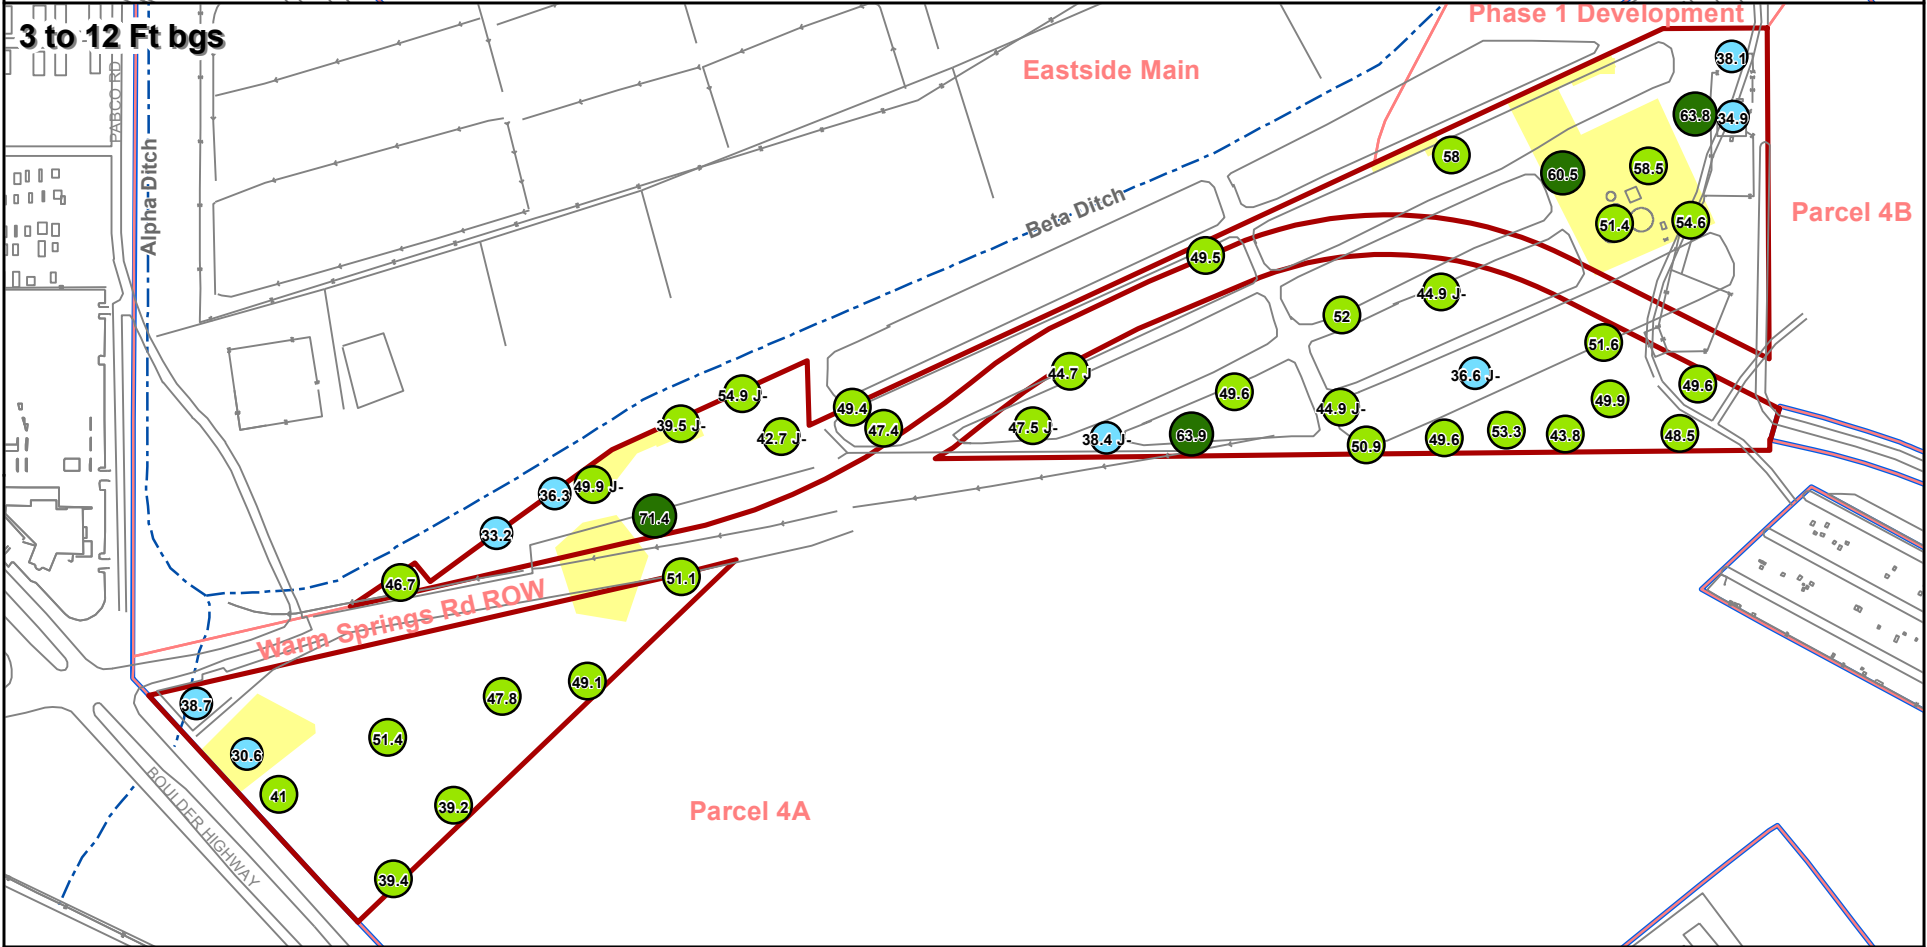 3 to 12 Ft bgs
Phase 1 Development
Eastside Main
38.1
63.8
34.9
PABCO RD
Alpha Ditch
58
60.5
58.5
Beta Ditch
51.4
54.6
Parcel 4B
49.5
44.9 J-
52
51.6
44.7 J
36.6 J-
54.9 J-
49.6
49.6
49.4
44.9 J-
49.9
39.5 J-
42.7 J-
47.4
47.5 J-
38.4 J-
63.9
50.9
49.6
53.3
43.8
48.5
36.3
49.9 J-
71.4
33.2
46.7
51.1
Warm Springs Rd ROW
38.7
47.8
49.1
51.4
30.6
41
39.2
BOULDER HIGHWAY
Parcel 4A
39.4